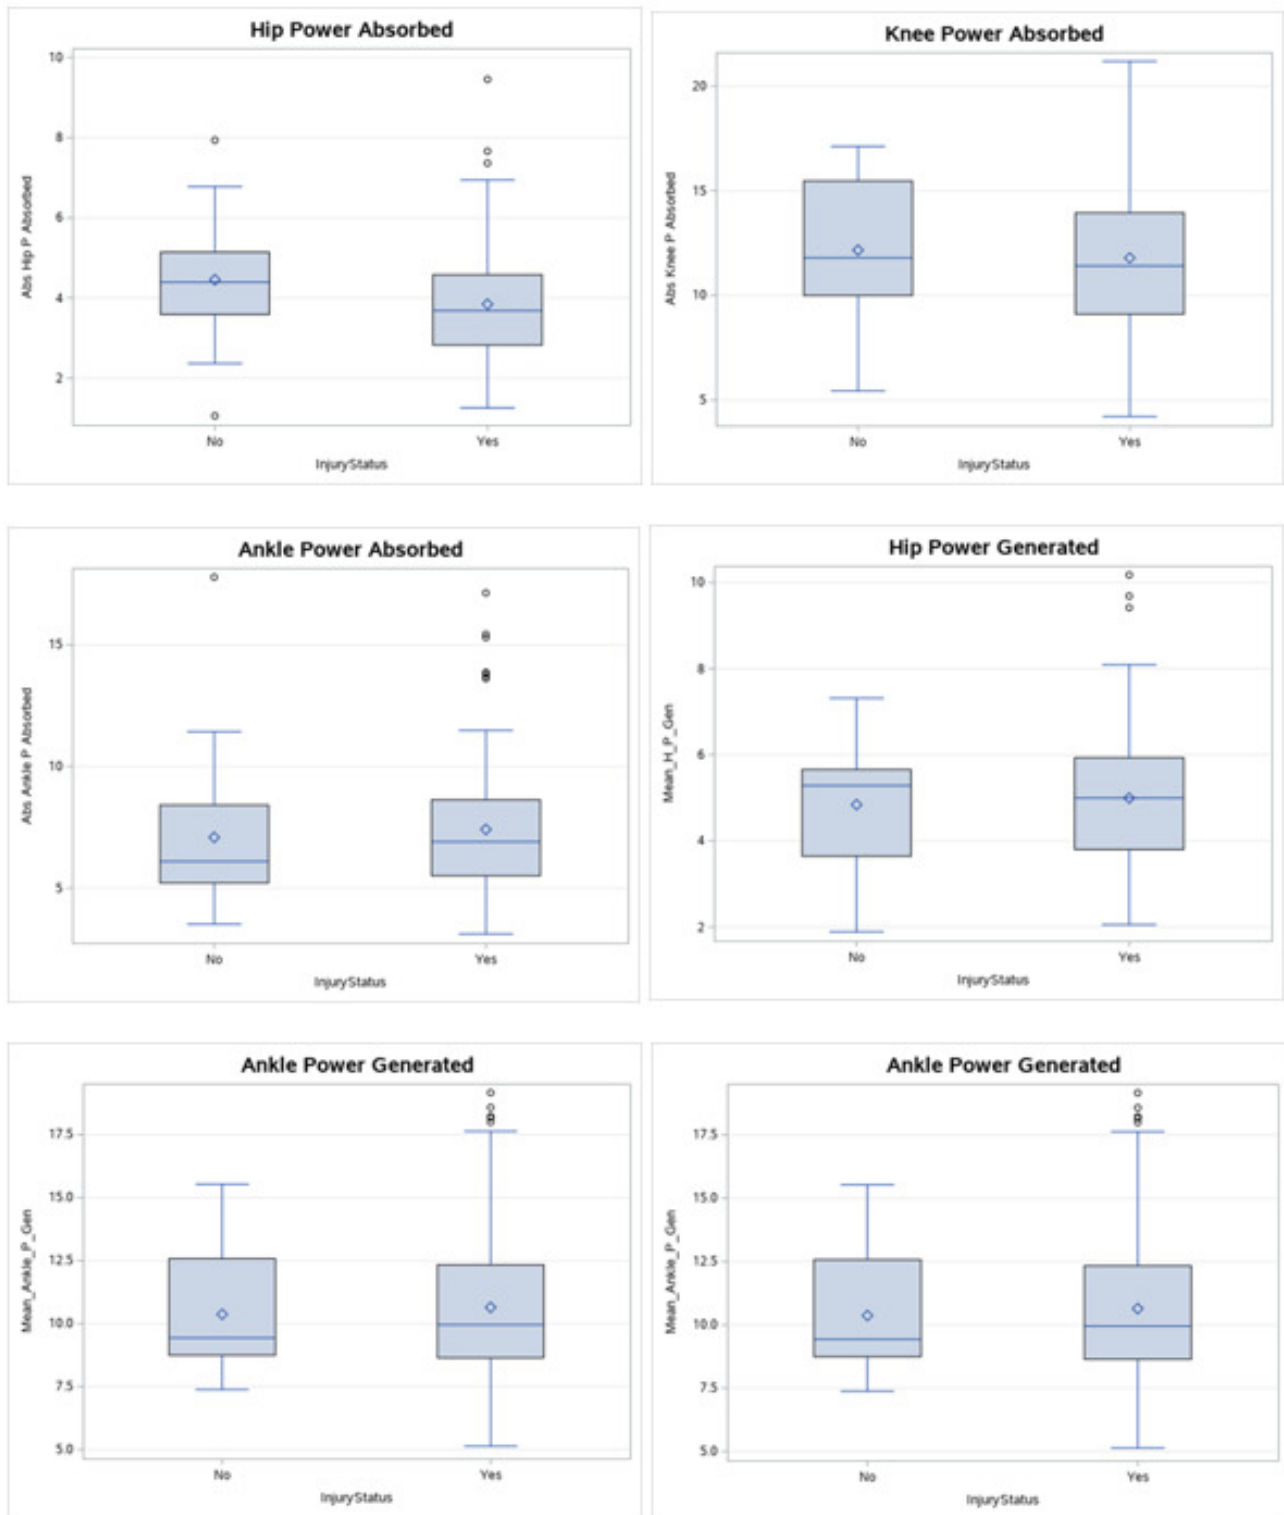 Hip Power Absorbed
10
8
6
4
2
Abs Hip P Absorbed
No Yes
InjuryStatus
Knee Power Absorbed
20
15
10
5
Abs Knee P Absorbed
No Yes
InjuryStatus
Ankle Power Absorbed
15
10
5
Abs Ankle P Absorbed
No Yes
InjuryStatus
Hip Power Generated
10
8
6
4
2
Mean_H_P_Gen
No Yes
InjuryStatus
Ankle Power Generated
17.5
15.0
12.5
10.0
7.5
5.0
Mean_Ankle_P_Gen
No Yes
InjuryStatus
Ankle Power Generated
17.5
15.0
12.5
10.0
7.5
5.0
Mean_Ankle_P_Gen
No Yes
InjuryStatus